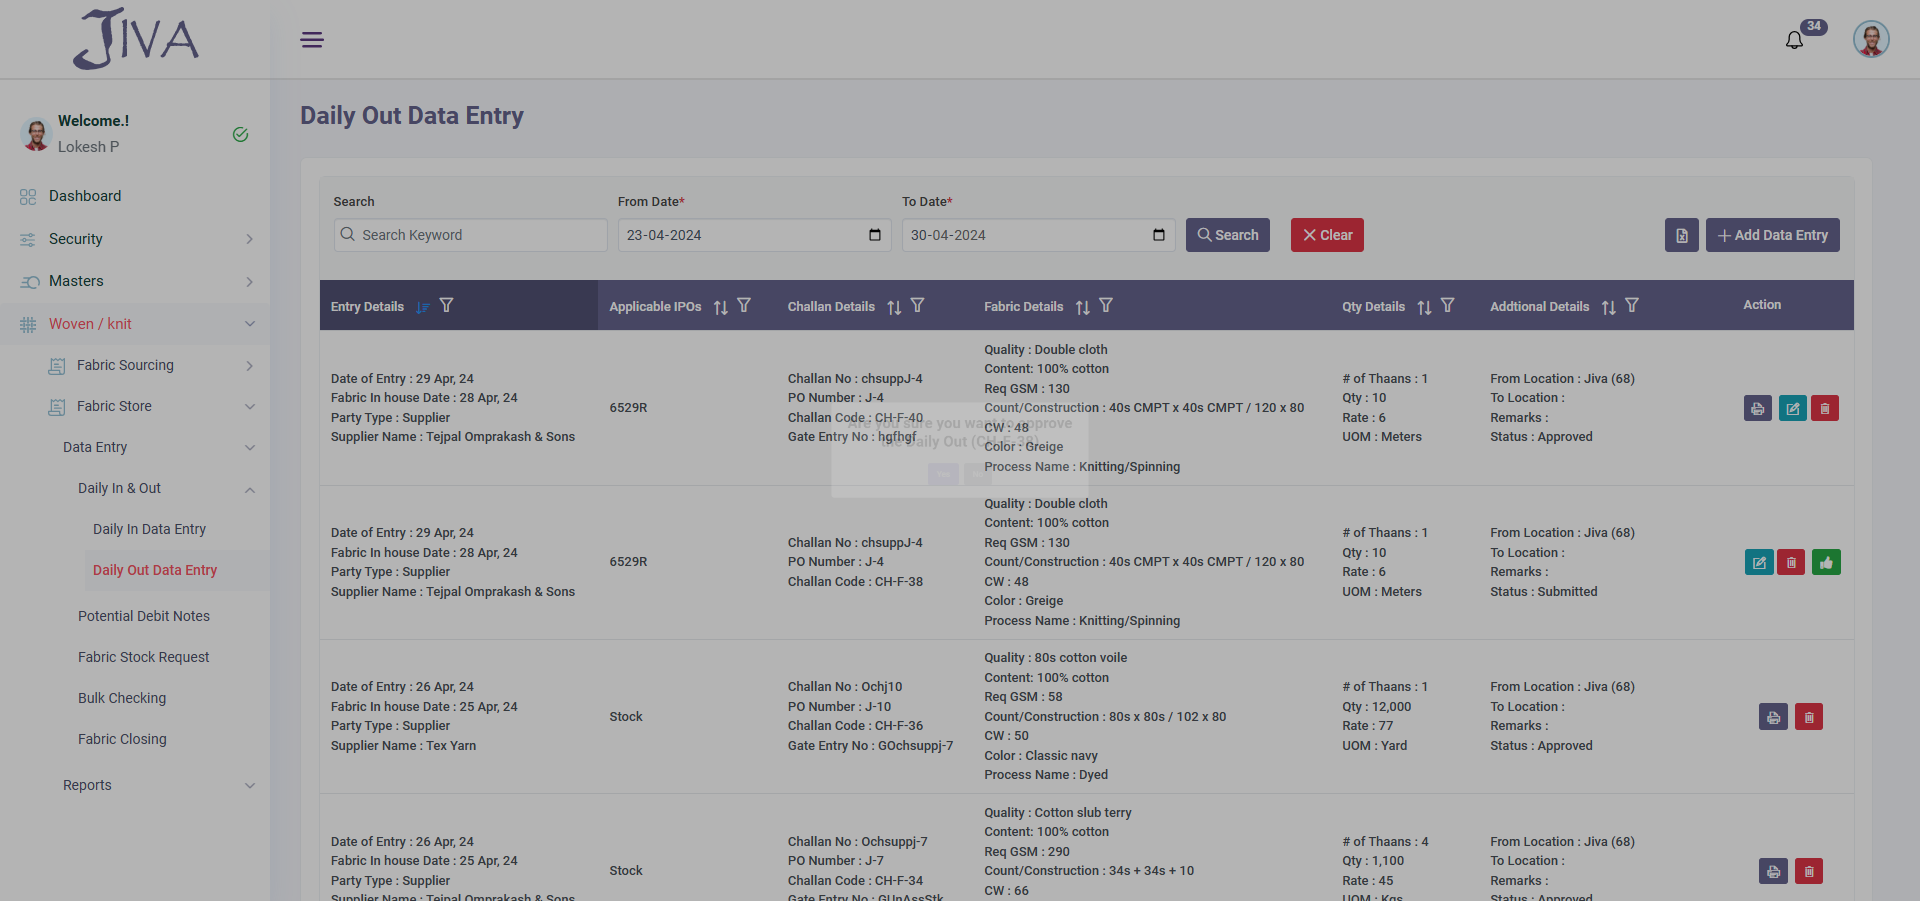 JIVA
34
Welcome.!
Lokesh P
Dashboard
Security
Masters
Woven / knit
Fabric Sourcing
Fabric Store
Data Entry
Daily In & Out
Daily In Data Entry
Daily Out Data Entry
Potential Debit Notes
Fabric Stock Request
Bulk Checking
Fabric Closing
Reports
Daily Out Data Entry
Search
From Date*
To Date*
Search Keyword
23-04-2024
30-04-2024
Search
Clear
Add Data Entry
Entry Details
Applicable IPOs
Challan Details
Fabric Details
Qty Details
Addtional Details
Action
Date of Entry : 29 Apr, 24
Fabric In house Date : 28 Apr, 24
Party Type : Supplier
Supplier Name : Tejpal Omprakash & Sons
6529R
Challan No : chsuppJ-4
PO Number : J-4
Challan Code : CH-F-40
Gate Entry No : hgfhgf
Quality : Double cloth
Content: 100% cotton
Req GSM : 130
Count/Construction : 40s CMPT x 40s CMPT / 120 x 80
CW : 48
Color : Greige
Process Name : Knitting/Spinning
# of Thaans : 1
Qty : 10
Rate : 6
UOM : Meters
From Location : Jiva (68)
To Location :
Remarks :
Status : Approved
Are you sure you want to approve
the Daily Out (CH-F-38)
Date of Entry : 29 Apr, 24
Fabric In house Date : 28 Apr, 24
Party Type : Supplier
Supplier Name : Tejpal Omprakash & Sons
6529R
Challan No : chsuppJ-4
PO Number : J-4
Challan Code : CH-F-38
Quality : Double cloth
Content: 100% cotton
Req GSM : 130
Count/Construction : 40s CMPT x 40s CMPT / 120 x 80
CW : 48
Color : Greige
Process Name : Knitting/Spinning
# of Thaans : 1
Qty : 10
Rate : 6
UOM : Meters
From Location : Jiva (68)
To Location :
Remarks :
Status : Submitted
Date of Entry : 26 Apr, 24
Fabric In house Date : 25 Apr, 24
Party Type : Supplier
Supplier Name : Tex Yarn
Stock
Challan No : Ochj10
PO Number : J-10
Challan Code : CH-F-36
Gate Entry No : GOchsuppj-7
Quality : 80s cotton voile
Content: 100% cotton
Req GSM : 58
Count/Construction : 80s x 80s / 102 x 80
CW : 50
Color : Classic navy
Process Name : Dyed
# of Thaans : 1
Qty : 12,000
Rate : 77
UOM : Yard
From Location : Jiva (68)
To Location :
Remarks :
Status : Approved
Date of Entry : 26 Apr, 24
Fabric In house Date : 25 Apr, 24
Party Type : Supplier
Supplier Name : Tejpal Omprakash & Sons
Stock
Challan No : Ochsuppj-7
PO Number : J-7
Challan Code : CH-F-34
Gate Entry No : GUnAssStk
Quality : Cotton slub terry
Content: 100% cotton
Req GSM : 290
Count/Construction : 34s + 34s + 10
CW : 66
# of Thaans : 4
Qty : 1,100
Rate : 45
UOM : Kgs
From Location : Jiva (68)
To Location :
Remarks :
Status : Approved